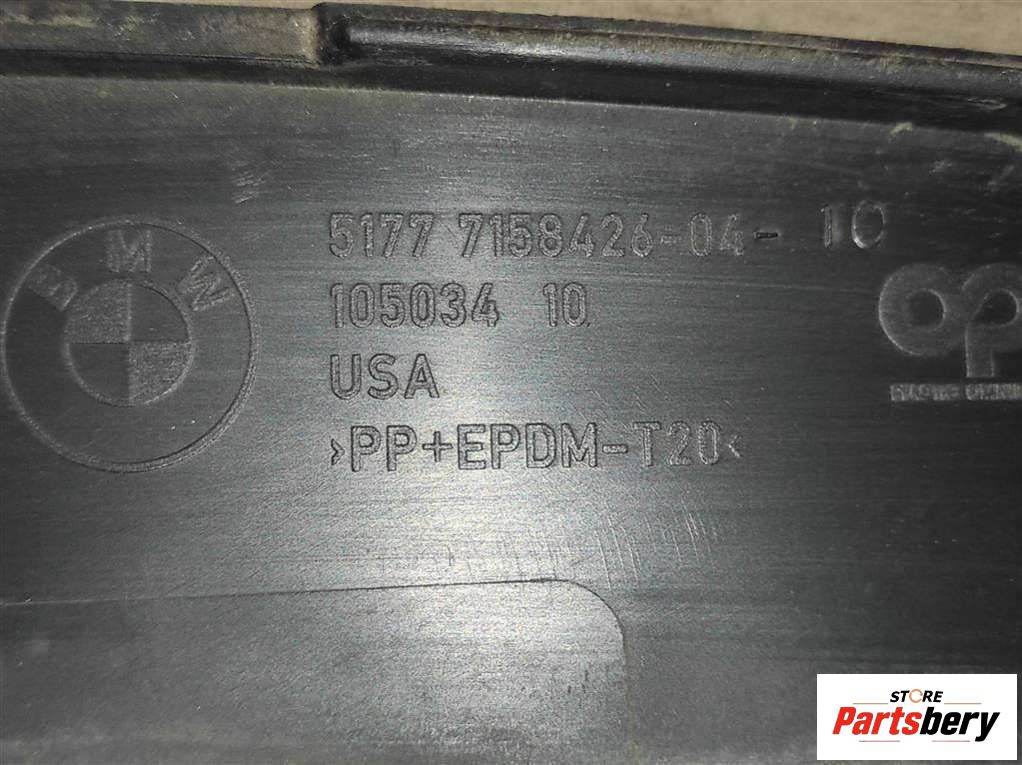 BMW
5177 7158426-04- 10
105034 10
USA
>PP+EPDM-T20<
STORE
Partsbery